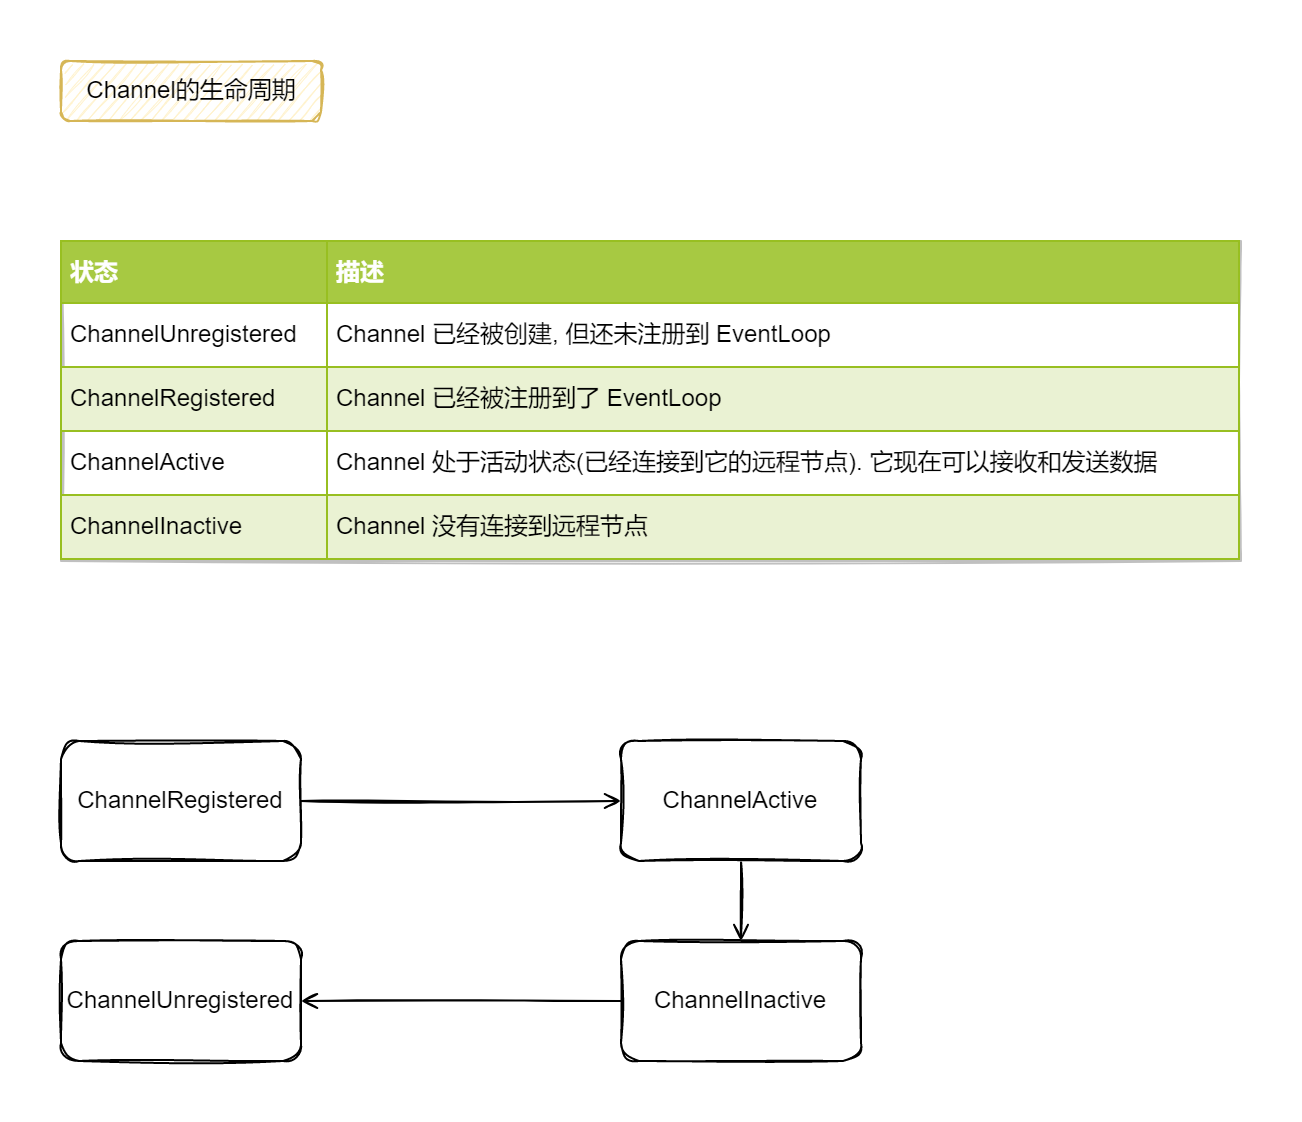 Channel的生命周期
状态 描述
ChannelUnregistered Channel 已经被创建, 但还未注册到 EventLoop
ChannelRegistered Channel 已经被注册到了 EventLoop
ChannelActive Channel 处于活动状态(已经连接到它的远程节点). 它现在可以接收和发送数据
ChannelInactive Channel 没有连接到远程节点
ChannelRegistered ChannelActive
ChannelUnregistered ChannelInactive